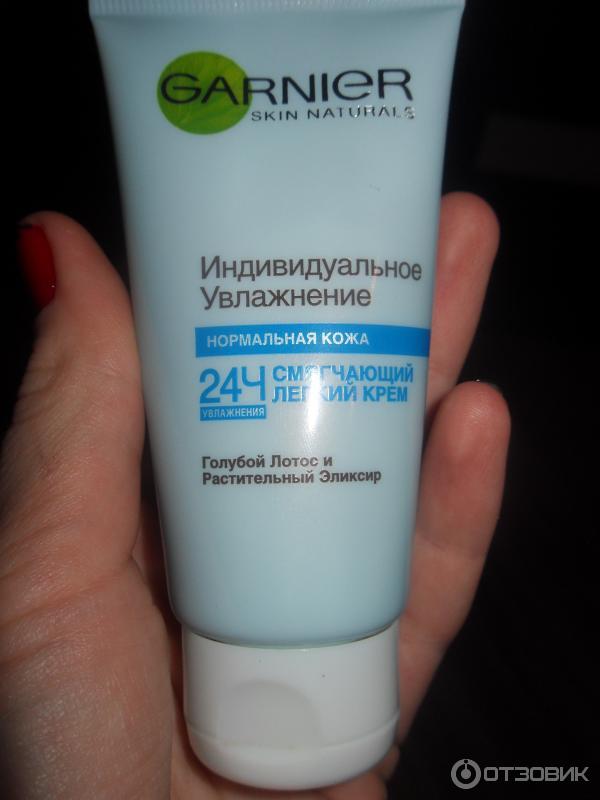 GARNIER
SKIN NATURALS
Индивидуальное
Увлажнение
НОРМАЛЬНАЯ КОЖА
24Ч СМЯГЧАЮЩИЙ
УВЛАЖНЕНИЯ ЛЕГКИЙ КРЕМ
Голубой Лотос и
Растительный Эликсир
ОТЗОВИК